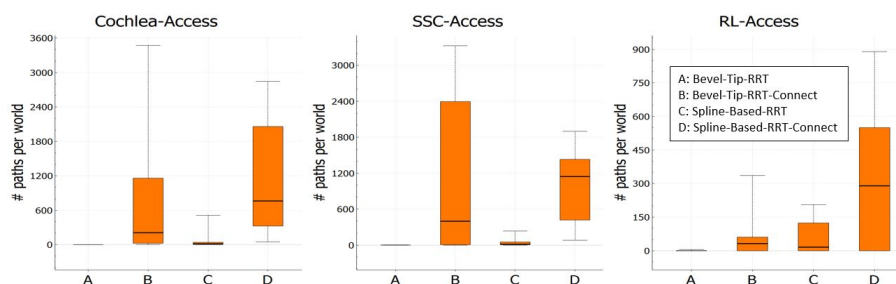 Cochlea-Access
# paths per world
3600
3000
2400
1800
1200
600
0
A B C D
SSC-Access
# paths per world
3000
2400
1800
1200
600
0
A B C D
RL-Access
# paths per world
900
750
600
450
300
150
0
A: Bevel-Tip-RRT
B: Bevel-Tip-RRT-Connect
C: Spline-Based-RRT
D: Spline-Based-RRT-Connect
A B C D